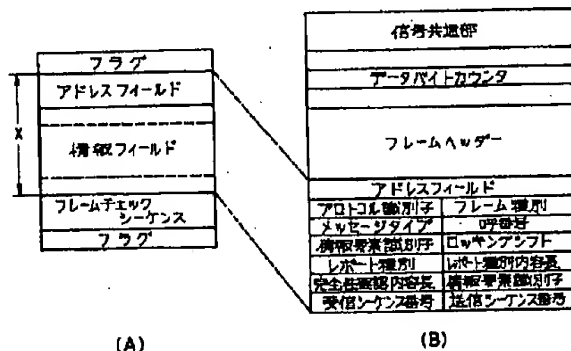 フラグ
アドレスフィールド
X
情報フィールド
フレームチェック
シーケンス
フラグ
(A)
信号共通部
データバイトカウンタ
フレームヘッダー
アドレスフィールド
プロトコル識別子 フレーム種別
メッセージタイプ 呼番号
情報要素識別子 ロッキングシフト
レポート種別 レポート種別内容長
完全性確認内容長 情報要素識別子
受信シーケンス番号 送信シーケンス番号
(B)